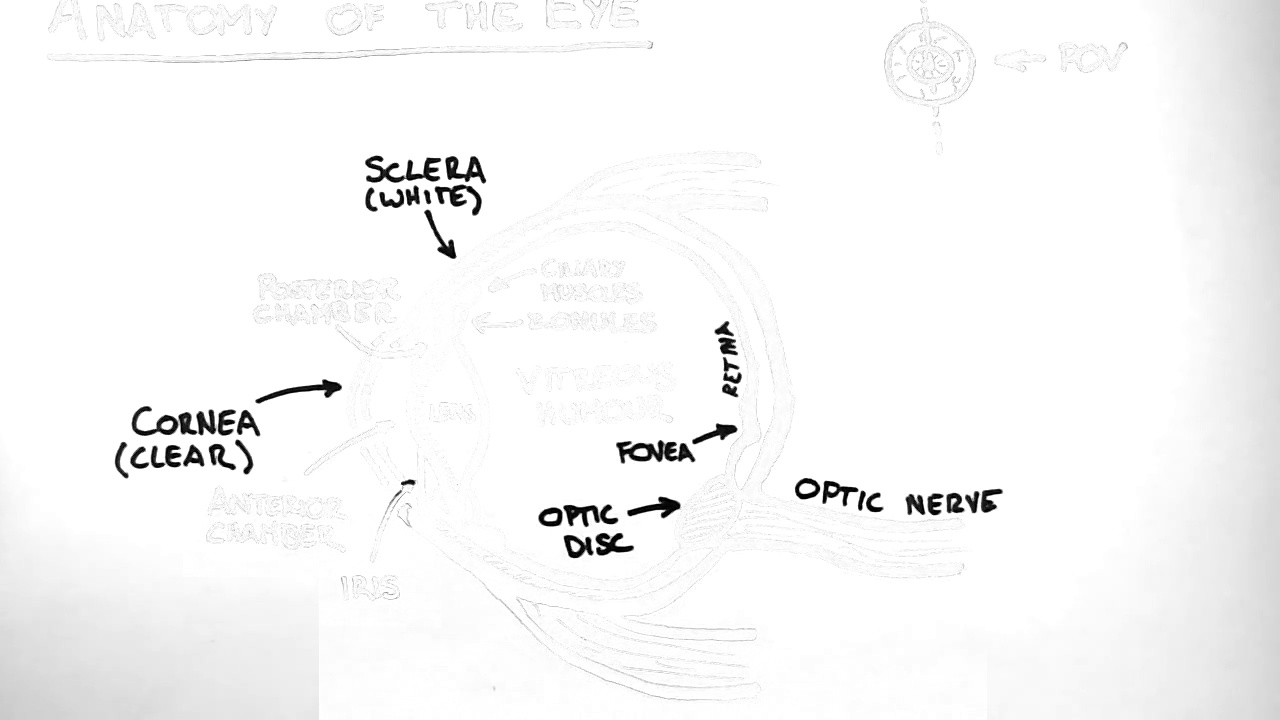 ANATOMY OF THE EYE
POV
SCLERA
(WHITE)
POSTERIOR
CHAMBER
CILIARY
MUSCLES
ZONULES
RETINA
VITREOUS
HUMOUR
LENS
CORNEA
(CLEAR)
FOVEA
ANTERIOR
CHAMBER
OPTIC
DISC
OPTIC NERVE
IRIS